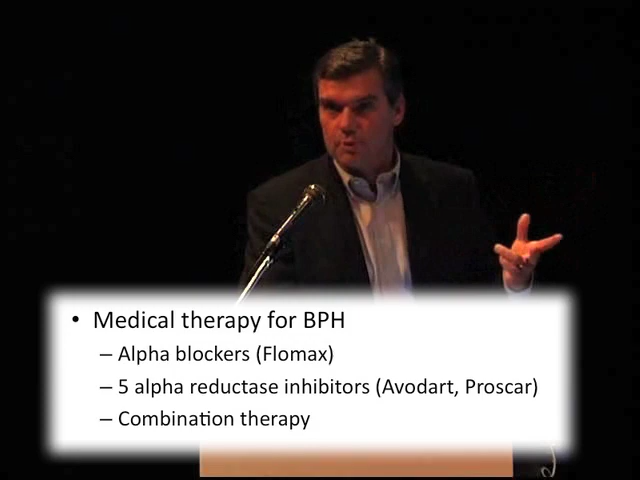 • Medical therapy for BPH
– Alpha blockers (Flomax)
– 5 alpha reductase inhibitors (Avodart, Proscar)
– Combination therapy